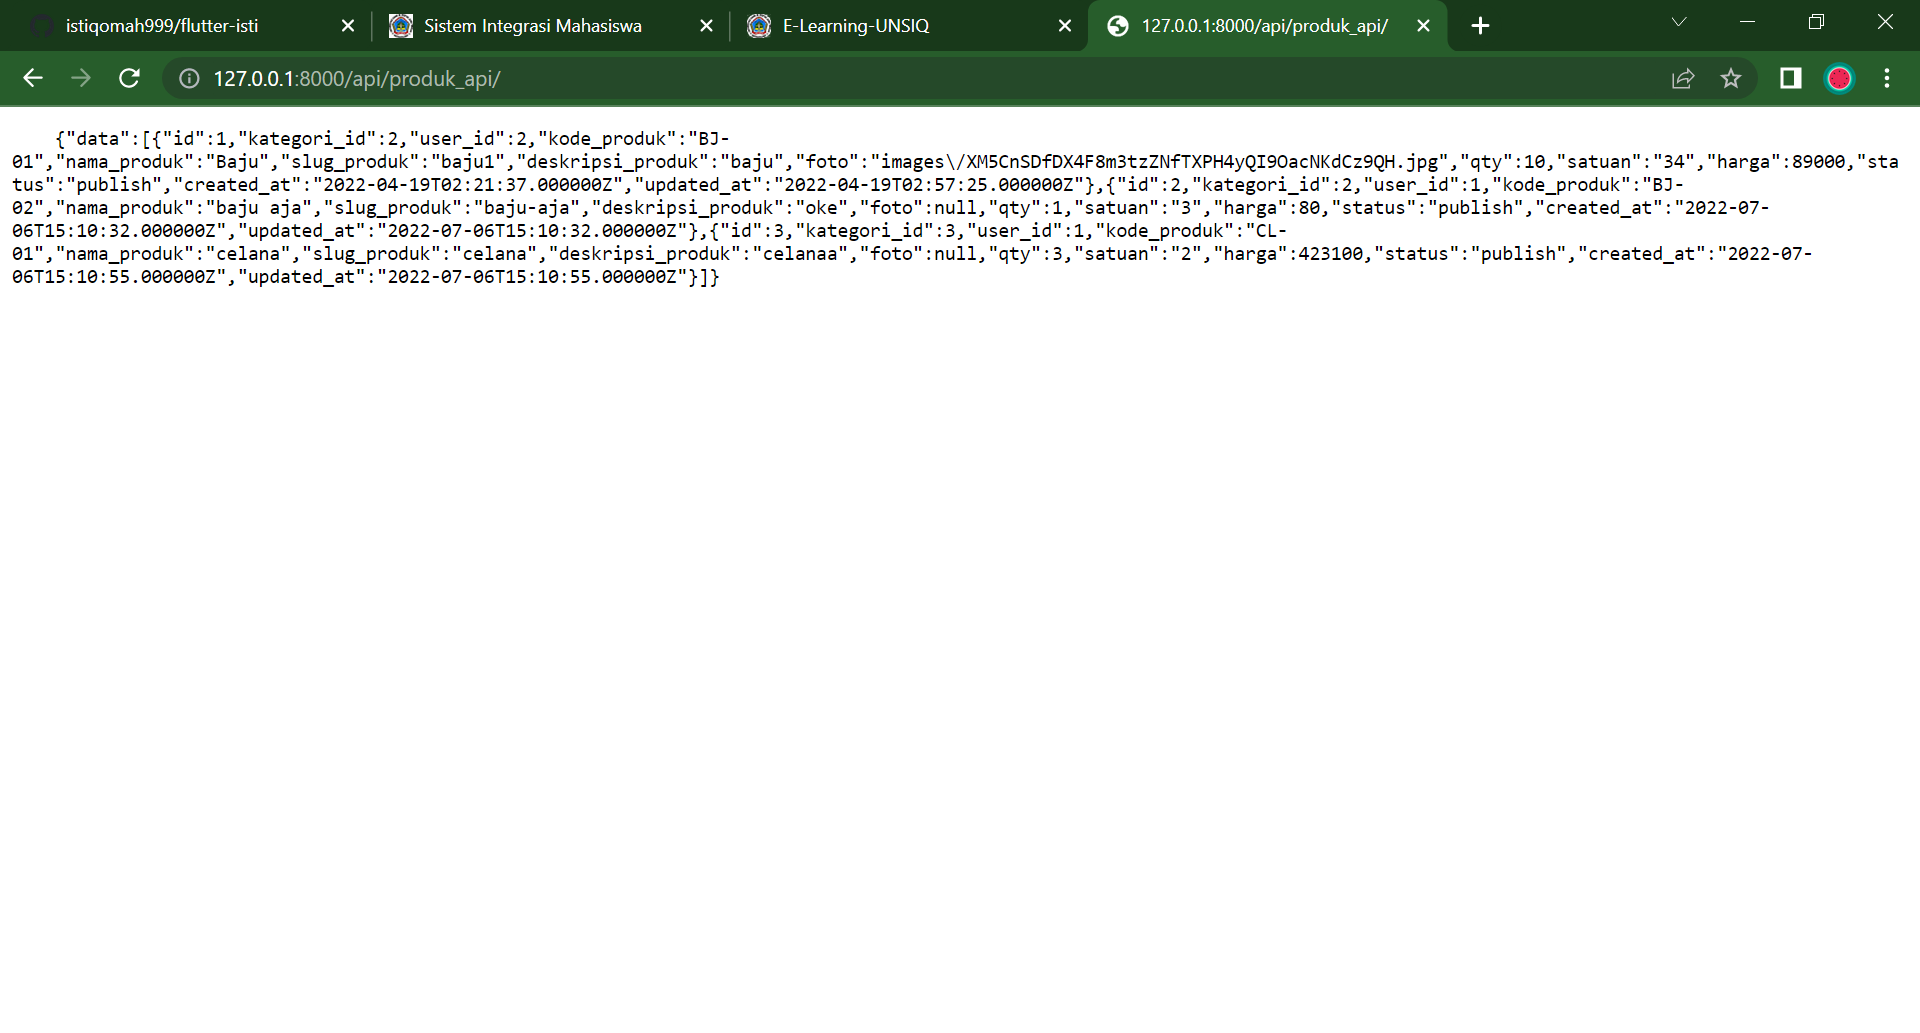 istiqomah999/flutter-isti
Sistem Integrasi Mahasiswa
E-Learning-UNSIQ
127.0.0.1:8000/api/produk_api/
127.0.0.1:8000/api/produk_api/
{"data":[{"id":1,"kategori_id":2,"user_id":2,"kode_produk":"BJ-
01","nama_produk":"Baju","slug_produk":"baju1","deskripsi_produk":"baju","foto":"images\/XM5CnSDfDX4F8m3tzZNfTXPH4yQI9OacNKdCz9QH.jpg","qty":10,"satuan":"34","harga":89000,"sta
tus":"publish","created_at":"2022-04-19T02:21:37.000000Z","updated_at":"2022-04-19T02:57:25.000000Z"},{"id":2,"kategori_id":2,"user_id":1,"kode_produk":"BJ-
02","nama_produk":"baju aja","slug_produk":"baju-aja","deskripsi_produk":"oke","foto":null,"qty":1,"satuan":"3","harga":80,"status":"publish","created_at":"2022-07-
06T15:10:32.000000Z","updated_at":"2022-07-06T15:10:32.000000Z"},{"id":3,"kategori_id":3,"user_id":1,"kode_produk":"CL-
01","nama_produk":"celana","slug_produk":"celana","deskripsi_produk":"celanaa","foto":null,"qty":3,"satuan":"2","harga":423100,"status":"publish","created_at":"2022-07-
06T15:10:55.000000Z","updated_at":"2022-07-06T15:10:55.000000Z"}]}